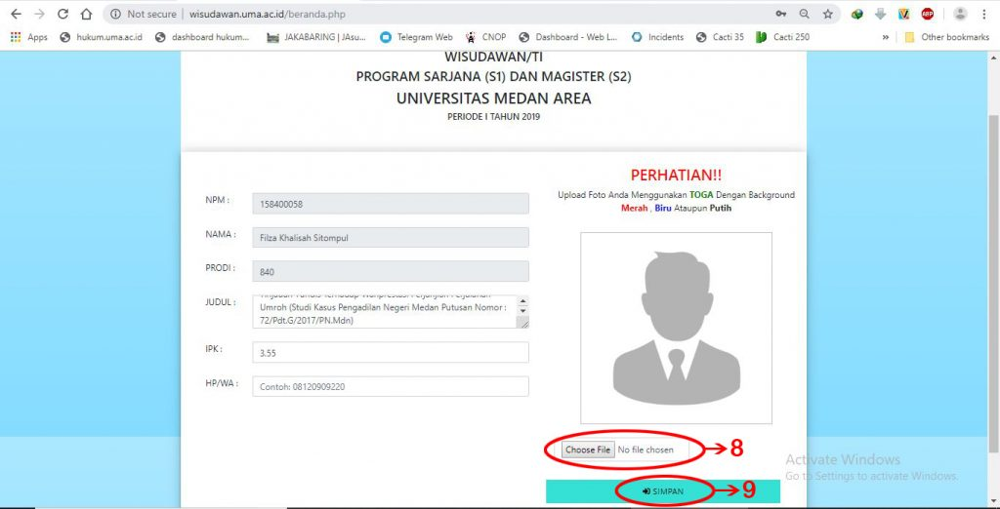 Not secure | wisudawan.uma.ac.id/beranda.php
ABP
Apps hukum.uma.ac.id dashboard hukum... JAKABARING | JAsu... Telegram Web CNOP Dashboard - Web L... Incidents Cacti 35 Cacti 250 » Other bookmarks
WISUDAWAN/TI
PROGRAM SARJANA (S1) DAN MAGISTER (S2)
UNIVERSITAS MEDAN AREA
PERIODE I TAHUN 2019
NPM : 158400058
NAMA : Filza Khalisah Sitompul
PRODI : 840
JUDUL :
Umroh (Studi Kasus Pengadilan Negeri Medan Putusan Nomor :
72/Pdt.G/2017/PN.Mdn)
IPK : 3.55
HP/WA : Contoh: 08120909220
PERHATIAN!!
Upload Foto Anda Menggunakan TOGA Dengan Background
Merah , Biru Ataupun Putih
Choose File No file chosen
8
SIMPAN
9
Activate Windows
Go to Settings to activate Windows.